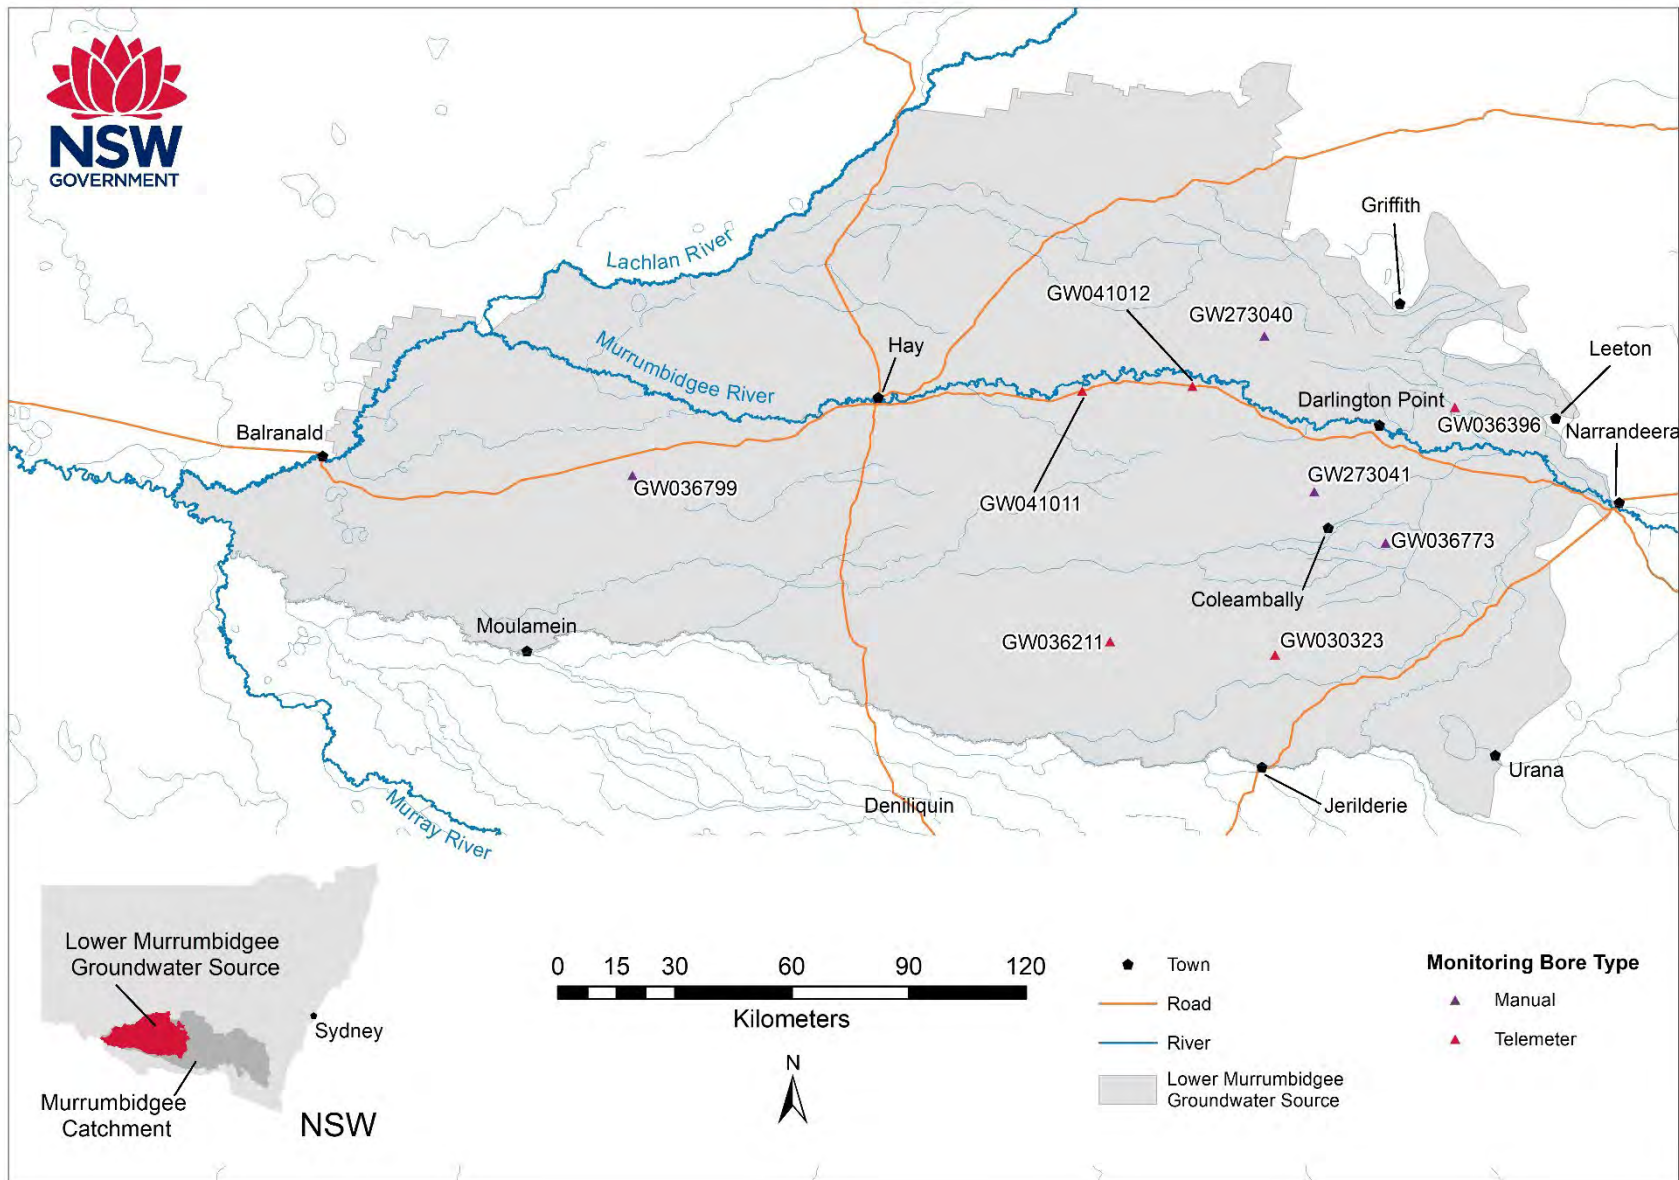 NSW
GOVERNMENT
Griffith
Lachlan River
GW041012
GW273040
Hay
Leeton
Murrumbidgee River
Darlington Point
GW036396
Narrandeera
Balranald
GW036799
GW041011
GW273041
GW036773
Coleambally
Moulamein
GW036211
GW030323
Urana
Deniliquin
Jerilderie
Murray River
Lower Murrumbidgee
Groundwater Source
Sydney
Murrumbidgee
Catchment
NSW
0 15 30 60 90 120
Kilometers
N
Town
Road
River
Lower Murrumbidgee
Groundwater Source
Monitoring Bore Type
Manual
Telemeter